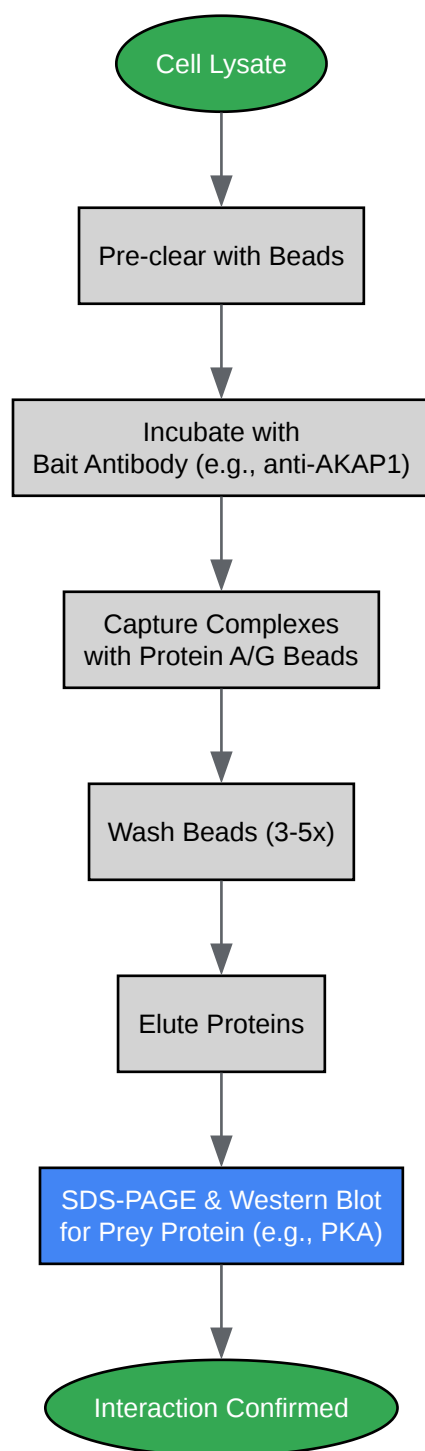 Cell Lysate
Pre-clear with Beads
Incubate with
Bait Antibody (e.g., anti-AKAP1)
Capture Complexes
with Protein A/G Beads
Wash Beads (3-5x)
Elute Proteins
SDS-PAGE & Western Blot
for Prey Protein (e.g., PKA)
Interaction Confirmed